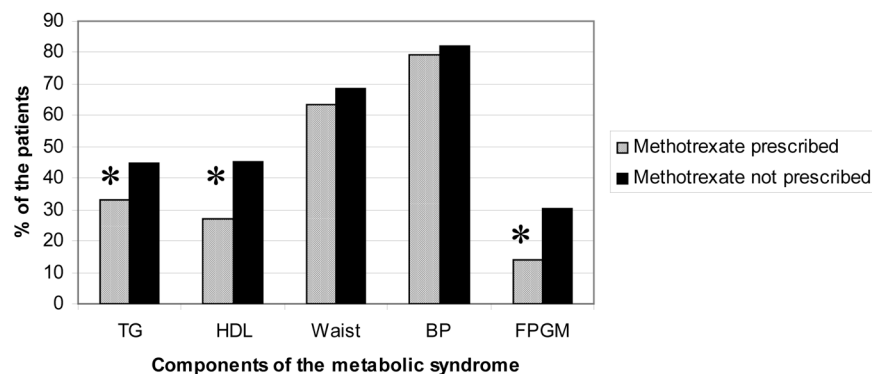 90
80
70
60
50
40
30
20
10
0
% of the patients
*
*
*
TG HDL Waist BP FPGM
Components of the metabolic syndrome
Methotrexate prescribed
Methotrexate not prescribed